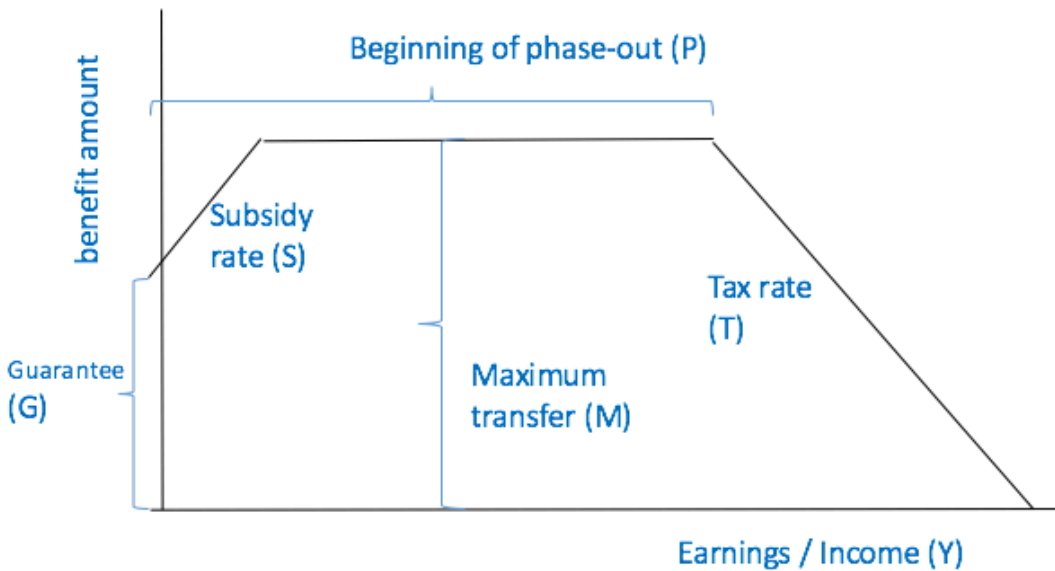 Beginning of phase-out (P)
benefit amount
Subsidy
rate (S)
Tax rate
(T)
Guarantee
(G)
Maximum
transfer (M)
Earnings / Income (Y)